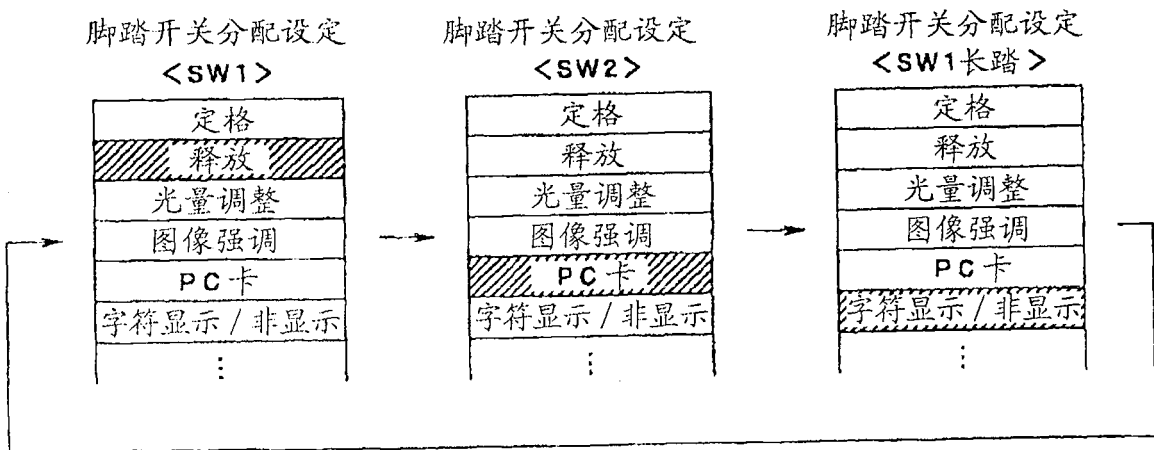 脚踏开关分配设定
<SW1>
定格
释放
光量调整
图像强调
PC卡
字符显示/非显示
⋮
脚踏开关分配设定
<SW2>
定格
释放
光量调整
图像强调
PC卡
字符显示/非显示
⋮
脚踏开关分配设定
<SW1长踏>
定格
释放
光量调整
图像强调
PC卡
字符显示/非显示
⋮